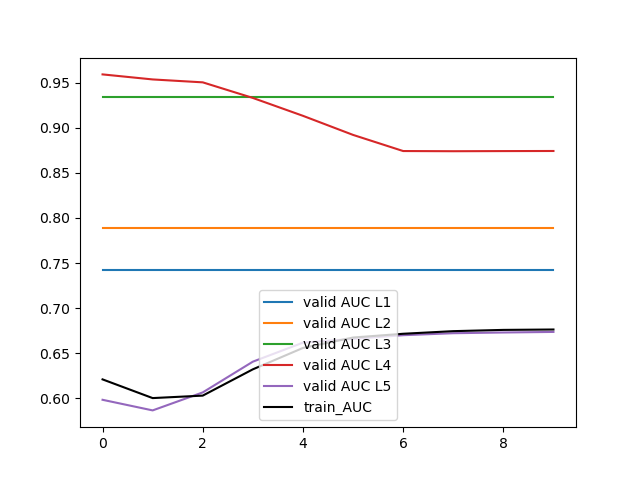 0.95
0.90
0.85
0.80
0.75
0.70
0.65
0.60
valid AUC L1
valid AUC L2
valid AUC L3
valid AUC L4
valid AUC L5
train_AUC
0 2 4 6 8